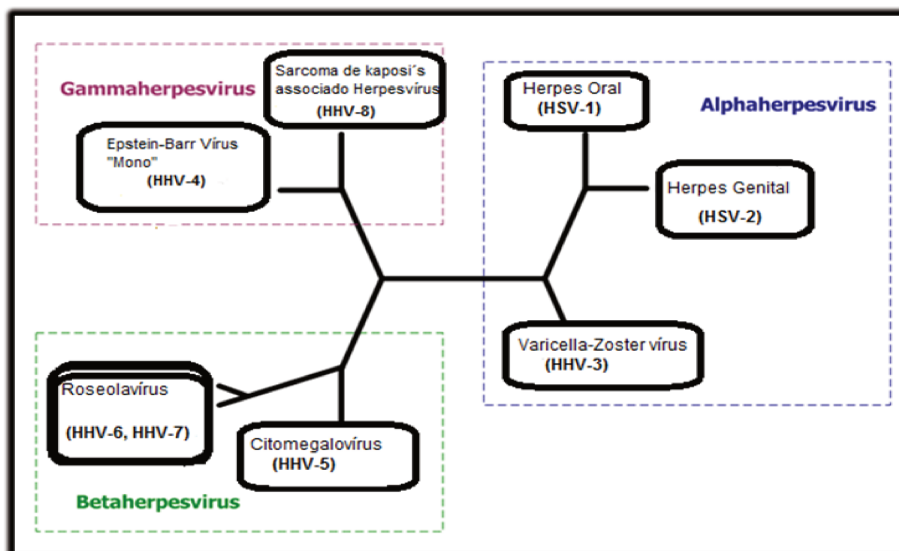 Gammaherpesvirus
Sarcoma de kaposi´s
associado Herpesvírus
(HHV-8)
Epstein-Barr Vírus
"Mono"
(HHV-4)
Herpes Oral
(HSV-1)
Alphaherpesvirus
Herpes Genital
(HSV-2)
Varicella-Zoster vírus
(HHV-3)
Roseolavírus
(HHV-6, HHV-7)
Citomegalovírus
(HHV-5)
Betaherpesvirus